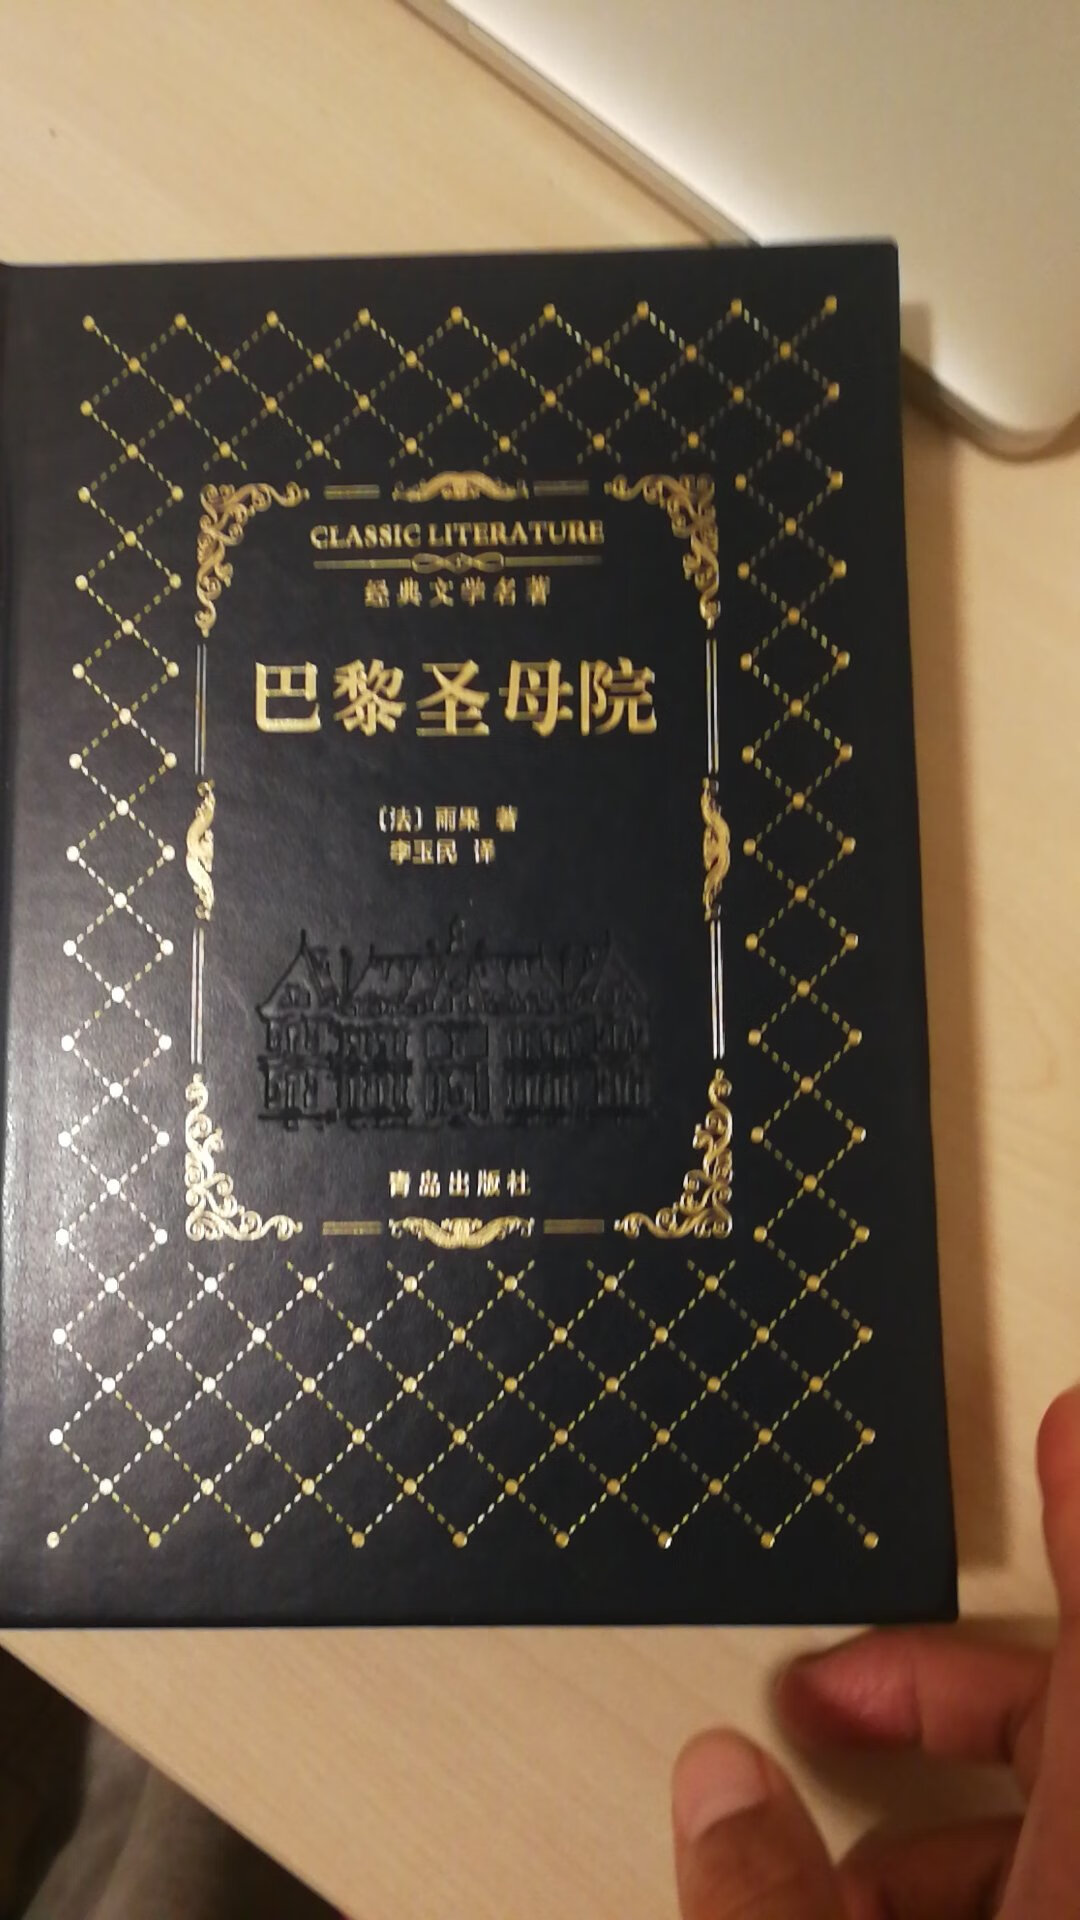 CLASSIC LITERATURE
经典文学名著
巴黎圣母院
〔法〕雨果 著
李玉民 译
青岛出版社